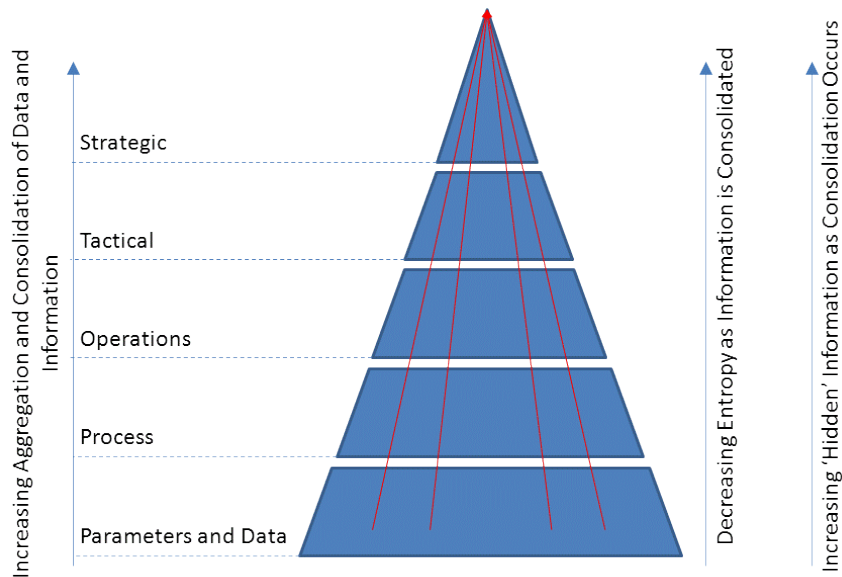 Increasing Aggregation and Consolidation of Data and
Information
Strategic
Tactical
Operations
Process
Parameters and Data
Decreasing Entropy as Information is Consolidated
Increasing ‘Hidden’ Information as Consolidation Occurs